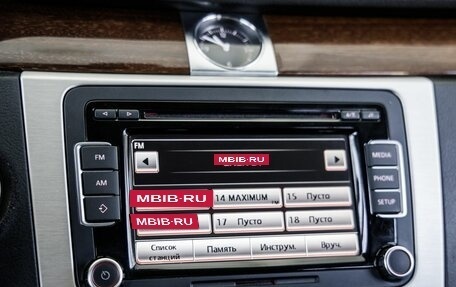 FM
FM
MBIB-RU
MEDIA
AM
MBIB-RU
14 MAXIMUM
15 Пусто
PHONE
MBIB-RU
17 Пусто
18 Пусто
SETUP
Список станций
Память
Инструм.
Вруч.